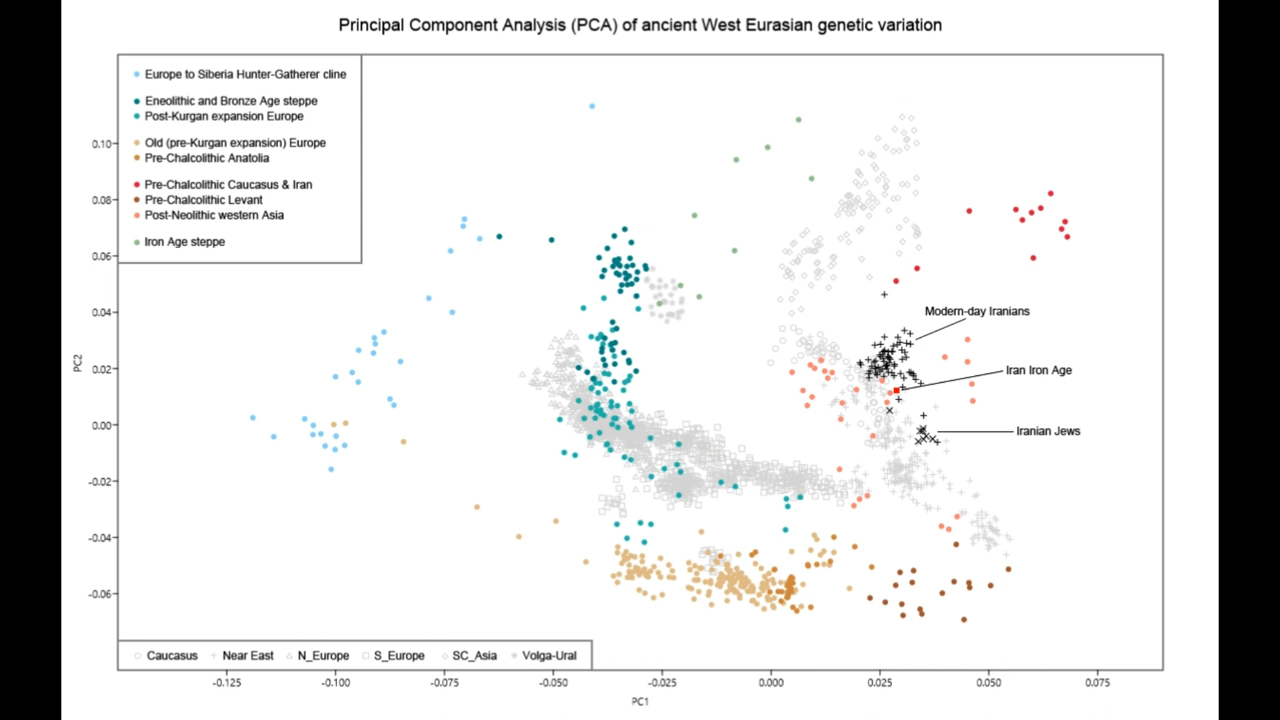 Principal Component Analysis (PCA) of ancient West Eurasian genetic variation
Europe to Siberia Hunter-Gatherer cline
Eneolithic and Bronze Age steppe
Post-Kurgan expansion Europe
Old (pre-Kurgan expansion) Europe
Pre-Chalcolithic Anatolia
Pre-Chalcolithic Caucasus & Iran
Pre-Chalcolithic Levant
Post-Neolithic western Asia
Iron Age steppe
0.10
0.08
0.06
0.04
0.02
0.00
-0.02
-0.04
-0.06
PC2
Modern-day Iranians
Iran Iron Age
Iranian Jews
Caucasus Near East N_Europe S_Europe SC_Asia Volga-Ural
-0.125 -0.100 -0.075 -0.050 -0.025 0.000 0.025 0.050 0.075
PC1